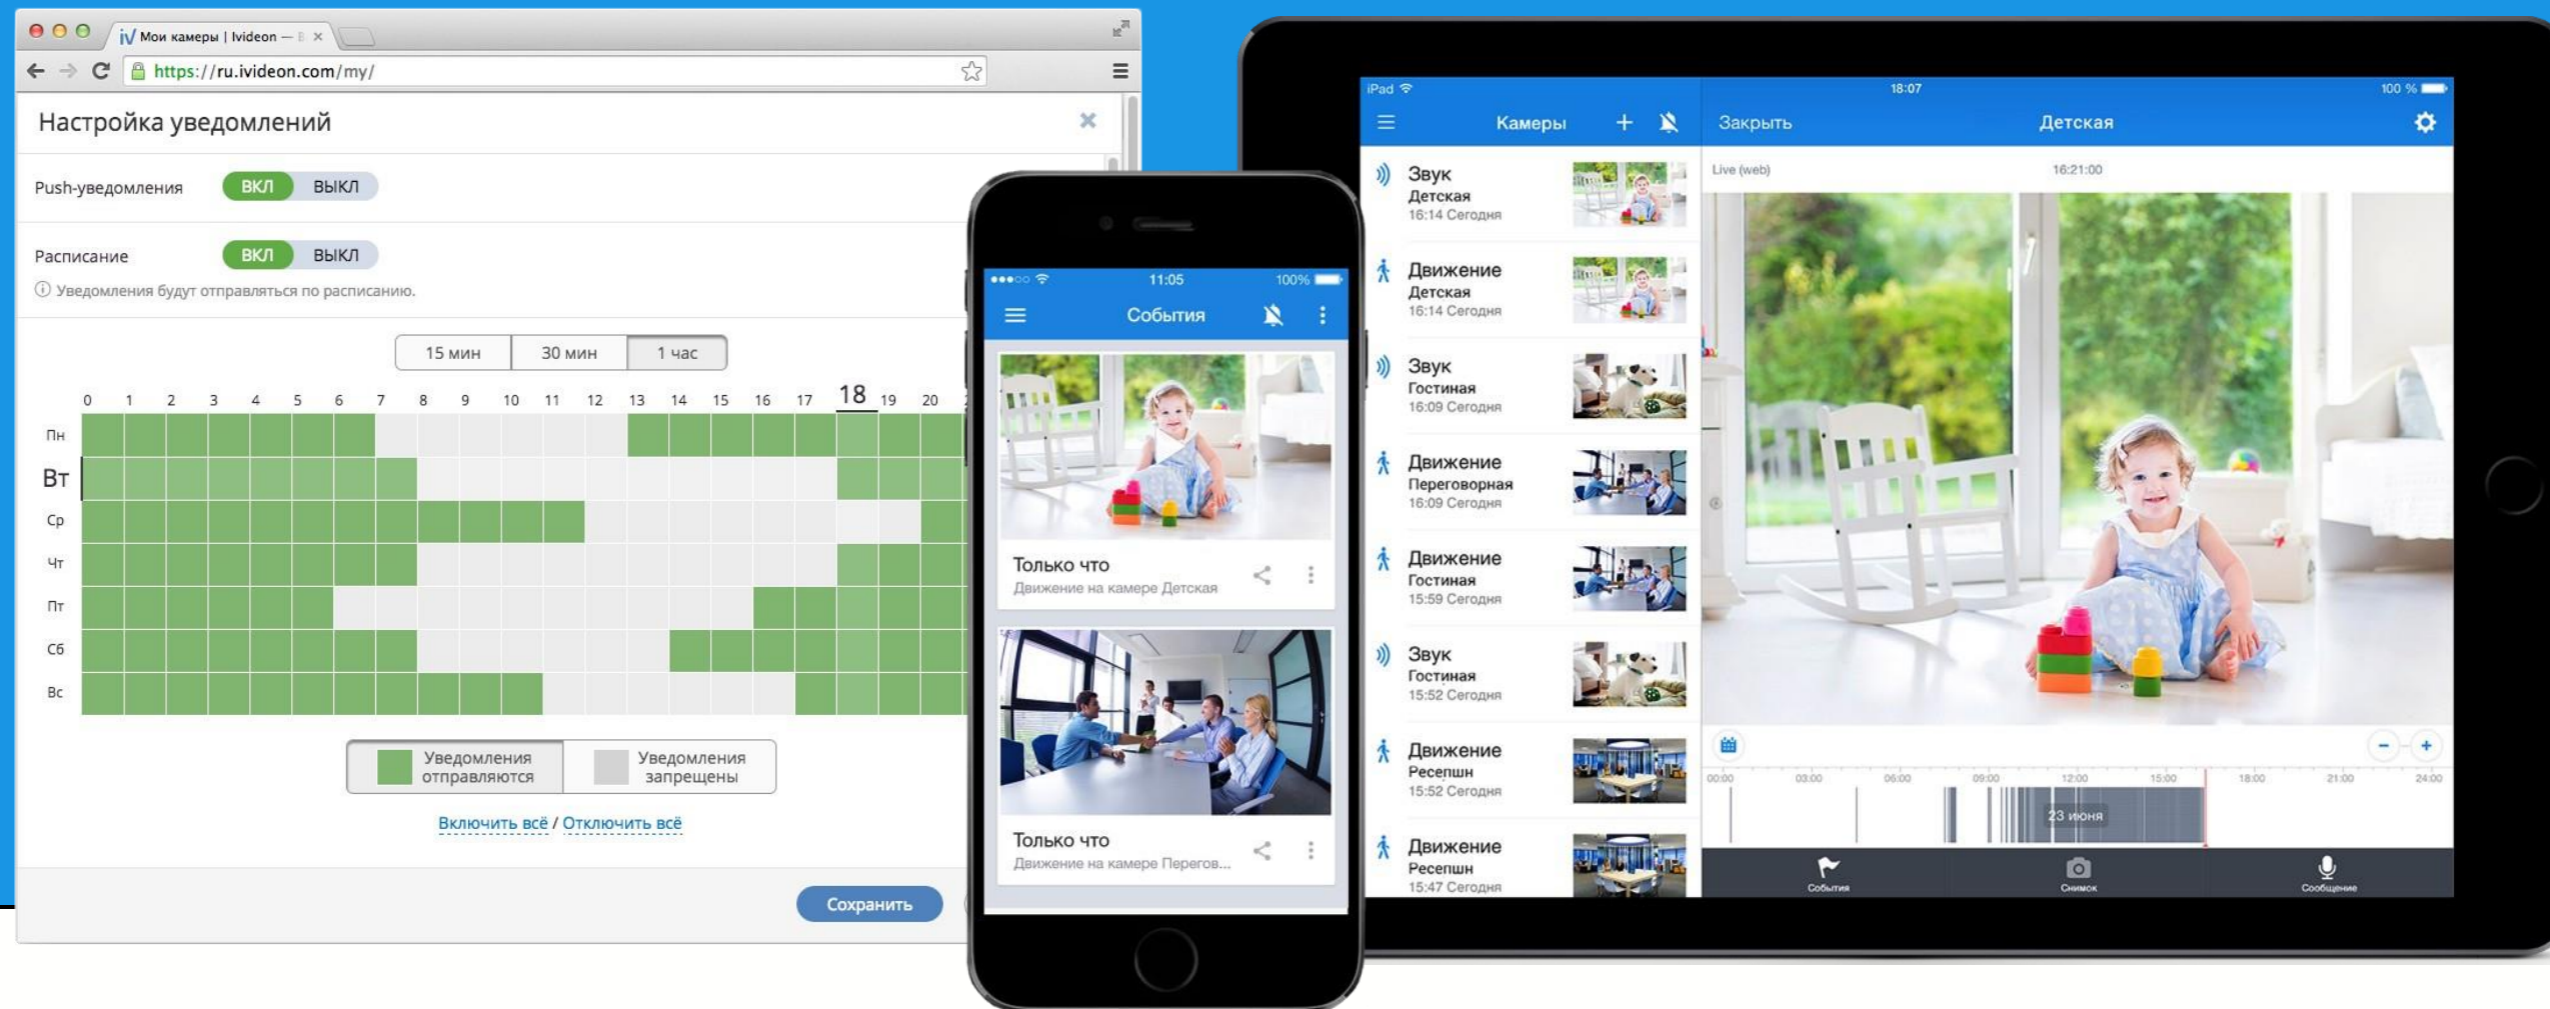 Мои камеры | Ivideon —
https://ru.ivideon.com/my/
Настройка уведомлений
Push-уведомления ВКЛ ВЫКЛ
Расписание ВКЛ ВЫКЛ
Уведомления будут отправляться по расписанию.
15 мин 30 мин 1 час
0 1 2 3 4 5 6 7 8 9 10 11 12 13 14 15 16 17 18 19 20
Пн
Вт
Ср
Чт
Пт
Сб
Вс
Уведомления
отправляются
Уведомления
запрещены
Включить всё / Отключить всё
Сохранить
11:05 100%
События
Только что
Движение на камере Детская
Только что
Движение на камере Перегов...
iPad 18:07 100 %
Камеры + Закрыть Детская
Звук
Детская
16:14 Сегодня
Движение
Детская
16:14 Сегодня
Звук
Гостиная
16:09 Сегодня
Движение
Переговорная
16:09 Сегодня
Движение
Гостиная
15:59 Сегодня
Звук
Гостиная
15:52 Сегодня
Движение
Ресепшн
15:52 Сегодня
Движение
Ресепшн
15:47 Сегодня
Live (web) 16:21:00
00:00 03:00 06:00 09:00 12:00 15:00 18:00 21:00 24:00
23 июня
События Снимок Сообщение